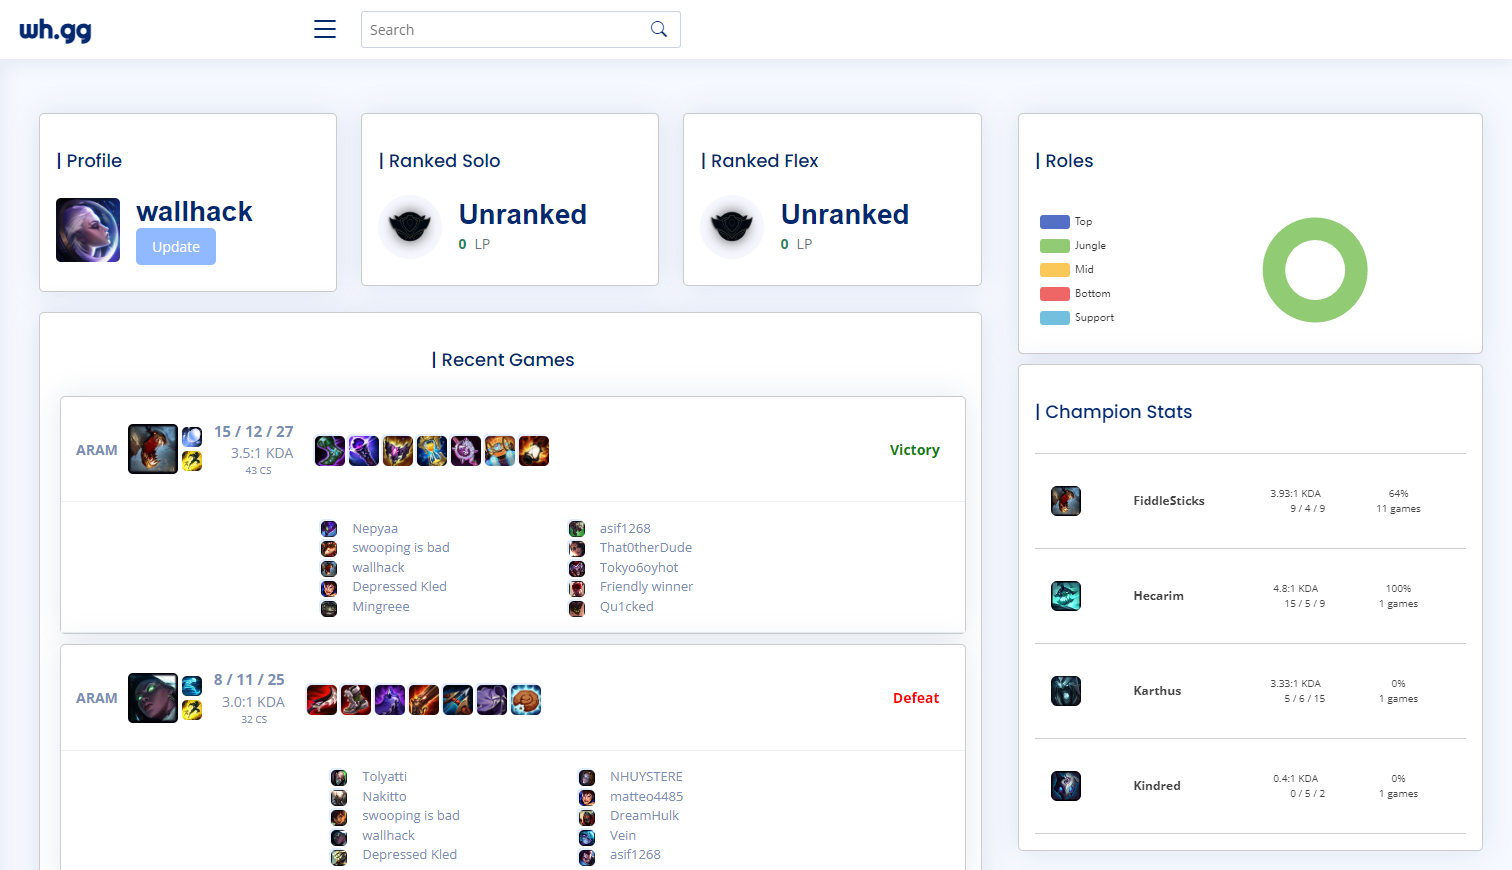 wh.gg
Search
| Profile
wallhack
Update
| Ranked Solo
Unranked
0 LP
| Ranked Flex
Unranked
0 LP
| Roles
Top
Jungle
Mid
Bottom
Support
| Recent Games
ARAM
15 / 12 / 27
3.5:1 KDA
43 CS
Victory
Nepyaa
swooping is bad
wallhack
Depressed Kled
Mingreee
asif1268
That0therDude
Tokyo6oyhot
Friendly winner
Qu1cked
ARAM
8 / 11 / 25
3.0:1 KDA
32 CS
Defeat
Tolyatti
Nakitto
swooping is bad
wallhack
Depressed Kled
NHUYSTERE
matteo4485
DreamHulk
Vein
asif1268
| Champion Stats
FiddleSticks
3.93:1 KDA
9 / 4 / 9
64%
11 games
Hecarim
4.8:1 KDA
15 / 5 / 9
100%
1 games
Karthus
3.33:1 KDA
5 / 6 / 15
0%
1 games
Kindred
0.4:1 KDA
0 / 5 / 2
0%
1 games